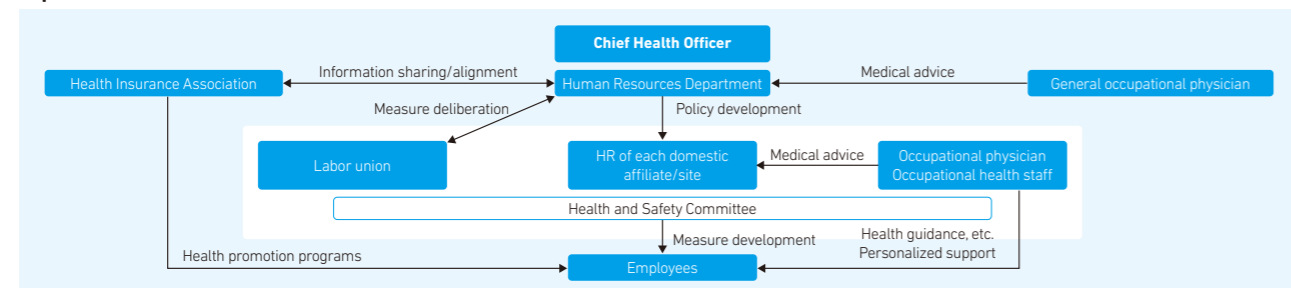 Chief Health Officer
Health Insurance Association
Information sharing/alignment
Human Resources Department
Medical advice
General occupational physician
Measure deliberation
Policy development
Labor union
HR of each domestic
affiliate/site
Medical advice
Occupational physician
Occupational health staff
Health and Safety Committee
Measure development
Health guidance, etc.
Personalized support
Health promotion programs
Employees